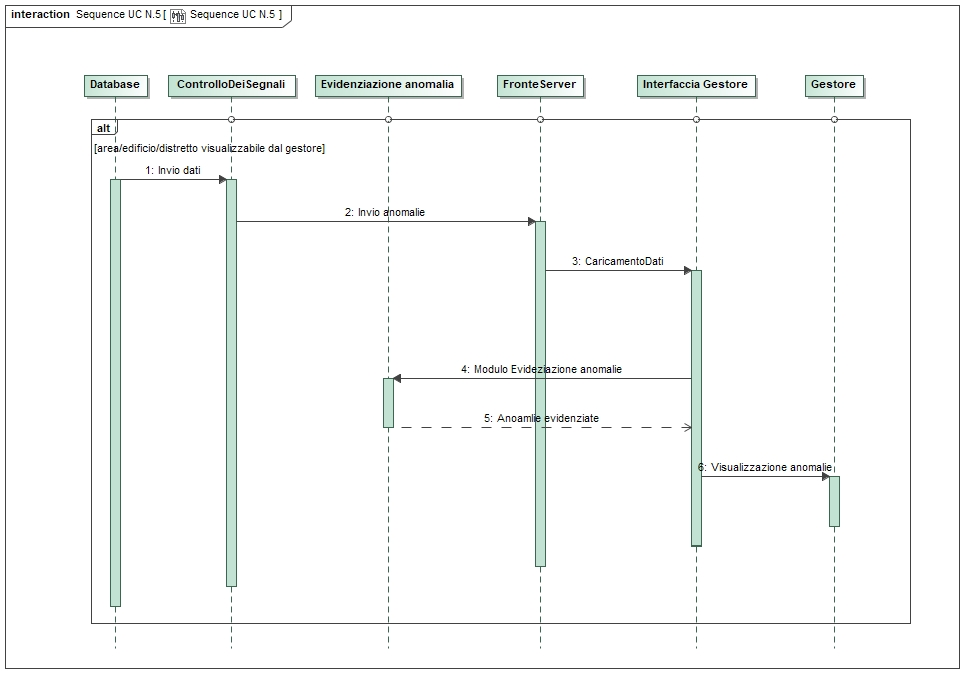 interaction Sequence UC N.5 [ Sequence UC N.5 ]
Database
ControlloDeiSegnali
Evidenziazione anomalia
FronteServer
Interfaccia Gestore
Gestore
alt
[area/edificio/distretto visualizzabile dal gestore]
1: Invio dati
2: Invio anomalie
3: CaricamentoDati
4: Modulo Evideziazione anomalie
5: Anoamlie evidenziate
6: Visualizzazione anomalie